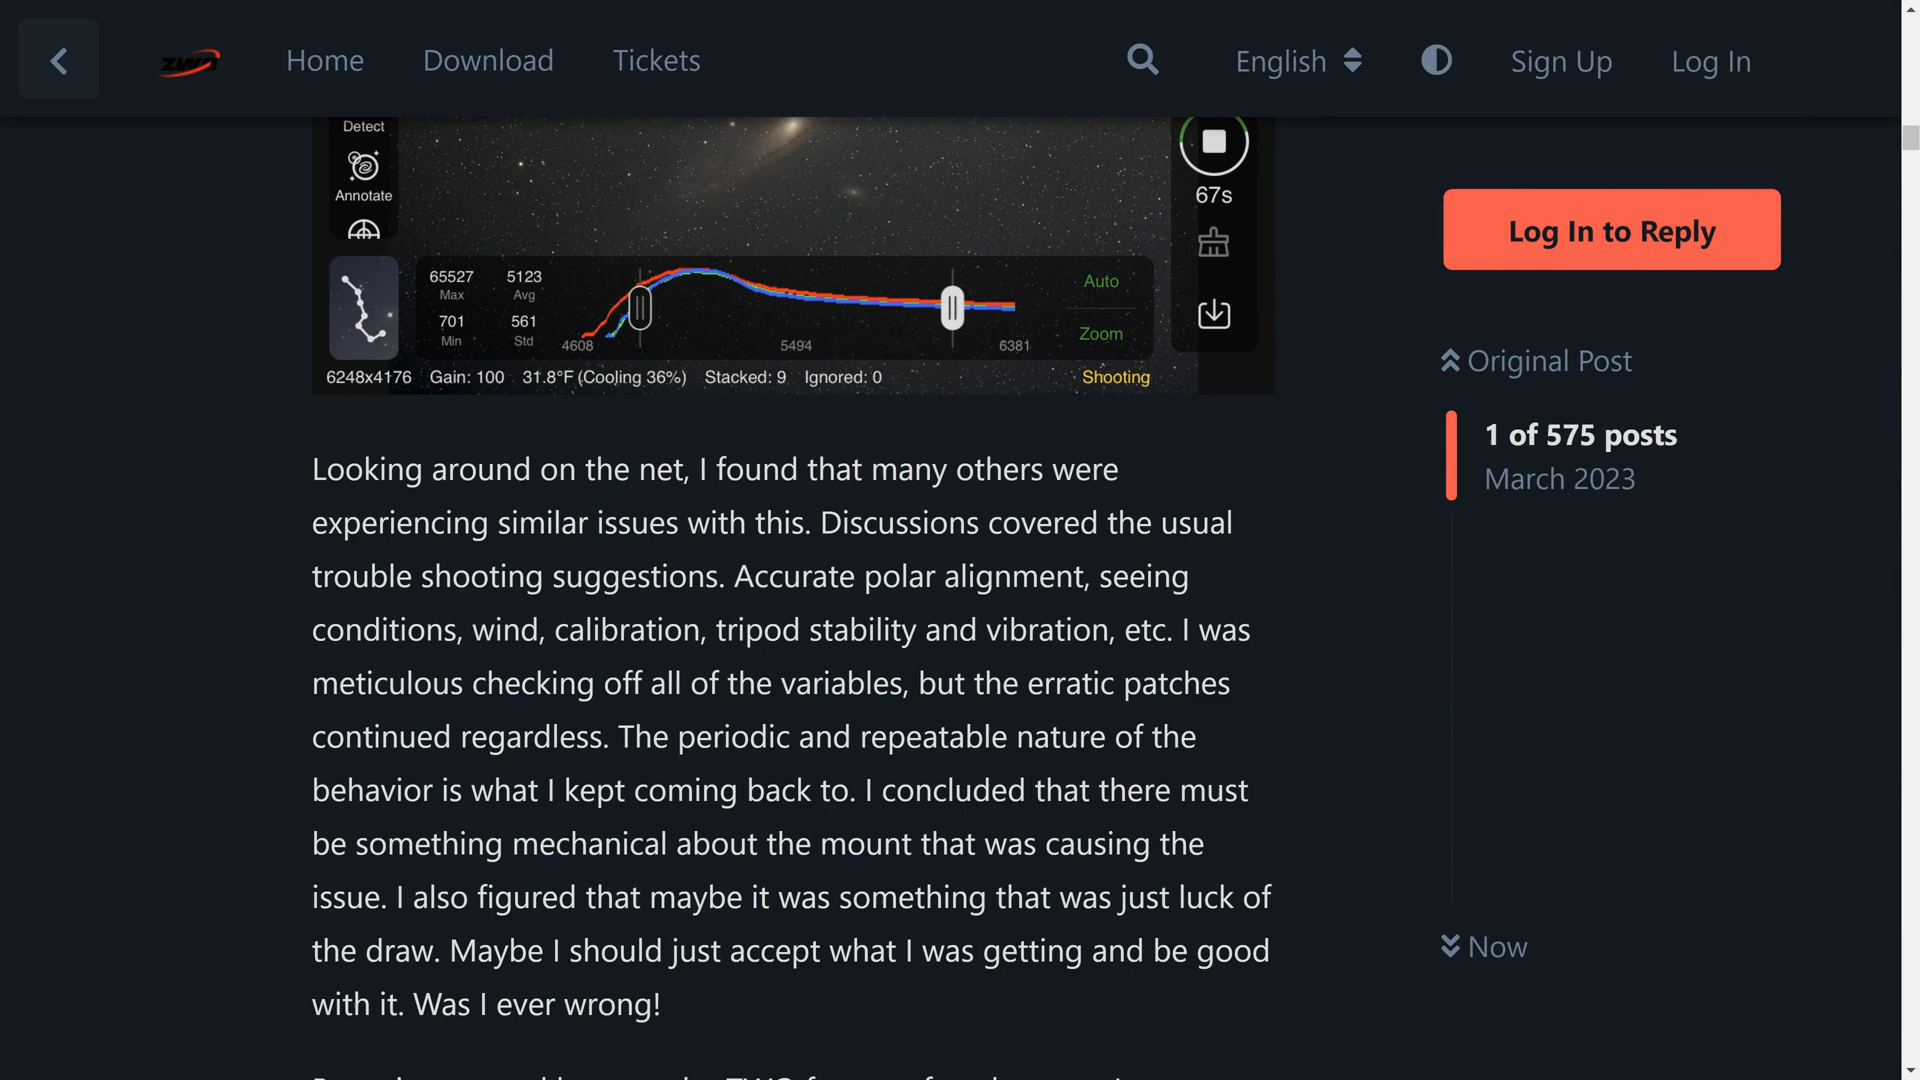 ZWO
Home
Download
Tickets
English
Sign Up
Log In
Detect
Annotate
67s
65527
Max
5123
Avg
701
Min
561
Std
4608
5494
6381
Auto
Zoom
6248x4176 Gain: 100 31.8°F (Cooling 36%) Stacked: 9 Ignored: 0 Shooting
Log In to Reply
Original Post
1 of 575 posts
March 2023
Now
Looking around on the net, I found that many others were
experiencing similar issues with this. Discussions covered the usual
trouble shooting suggestions. Accurate polar alignment, seeing
conditions, wind, calibration, tripod stability and vibration, etc. I was
meticulous checking off all of the variables, but the erratic patches
continued regardless. The periodic and repeatable nature of the
behavior is what I kept coming back to. I concluded that there must
be something mechanical about the mount that was causing the
issue. I also figured that maybe it was something that was just luck of
the draw. Maybe I should just accept what I was getting and be good
with it. Was I ever wrong!